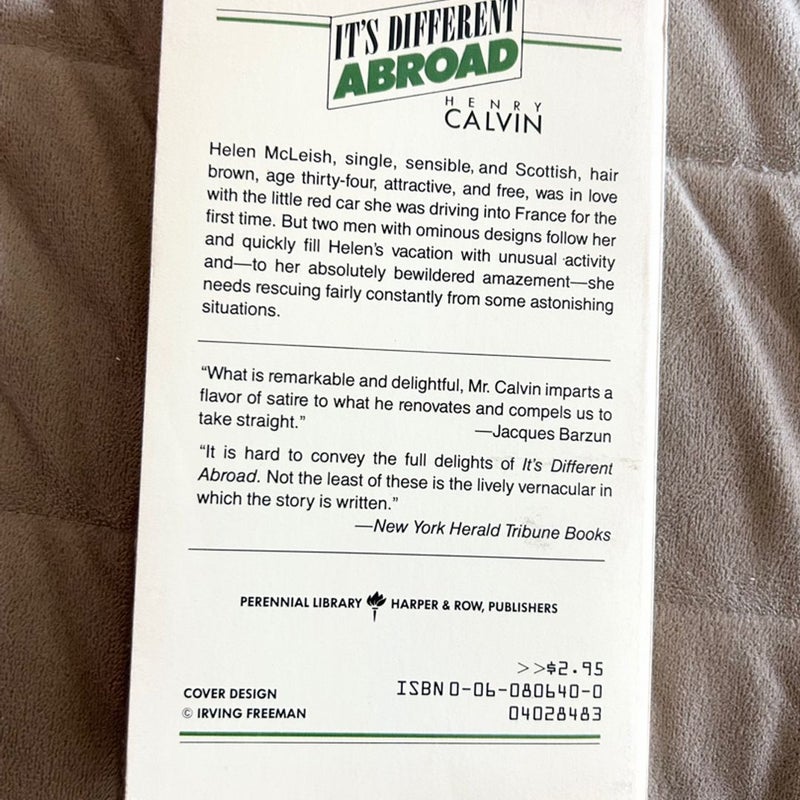 IT'S DIFFERENT
ABROAD
HENRY
CALVIN
Helen McLeish, single, sensible, and Scottish, hair
brown, age thirty-four, attractive, and free, was in love
with the little red car she was driving into France for the
first time. But two men with ominous designs follow her
and quickly fill Helen's vacation with unusual activity
and—to her absolutely bewildered amazement—she
needs rescuing fairly constantly from some astonishing
situations.
“What is remarkable and delightful, Mr. Calvin imparts a
flavor of satire to what he renovates and compels us to
take straight.” —Jacques Barzun
“It is hard to convey the full delights of It's Different
Abroad. Not the least of these is the lively vernacular in
which the story is written.”
—New York Herald Tribune Books
PERENNIAL LIBRARY HARPER & ROW, PUBLISHERS
>>$2.95
ISBN 0-06-080640-0
COVER DESIGN
© IRVING FREEMAN
04028483